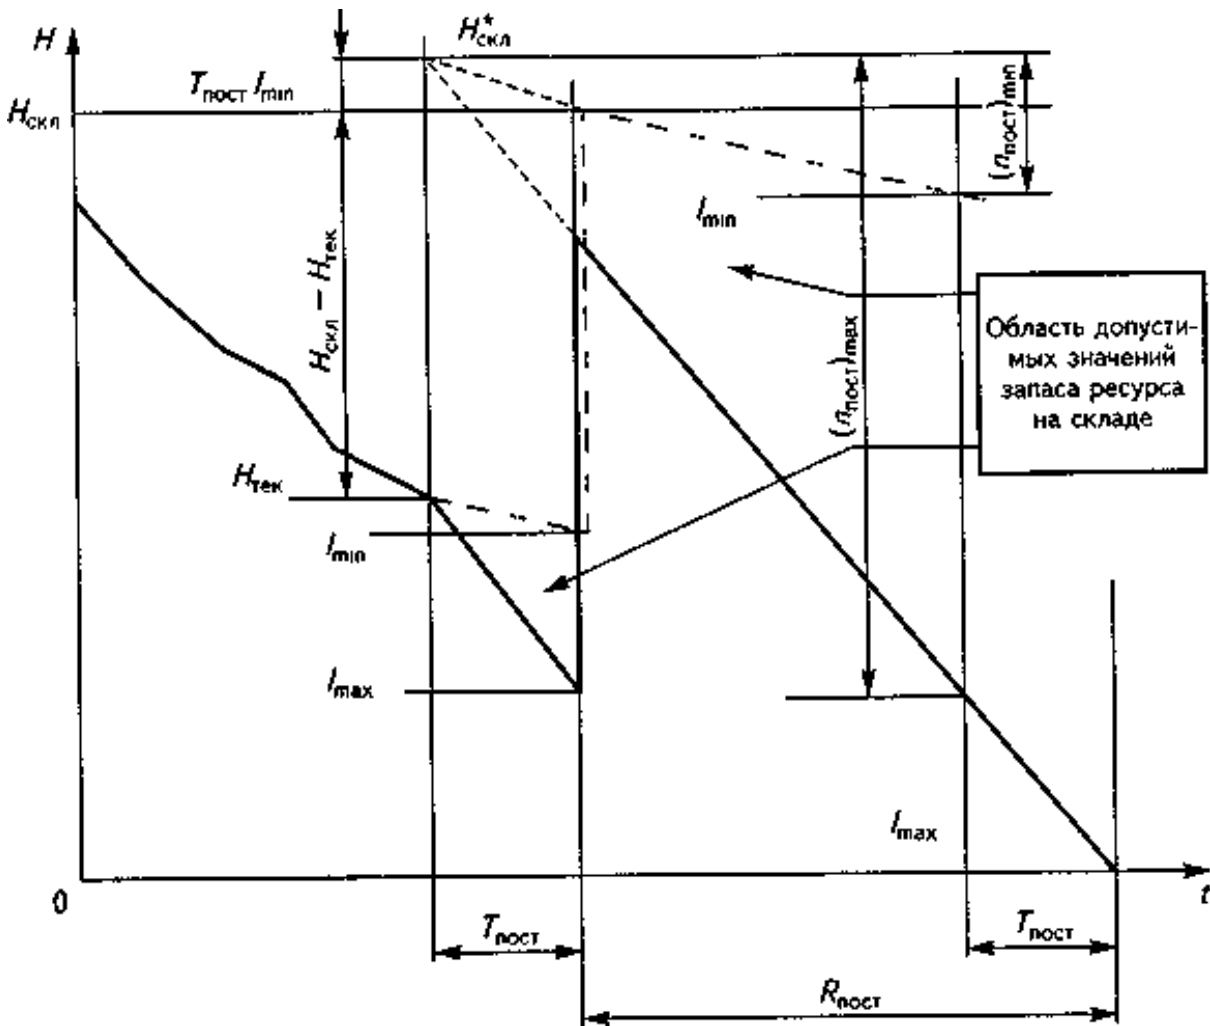 H
H*скл
Tпост Imin
Hскл
(nпост)min
Imin
Hскл – Hтек
(nпост)max
Область допусти-
мых значений
запаса ресурса
на складе
Hтек
Imin
Imax
Imax
0
t
Tпост
Tпост
Rпост